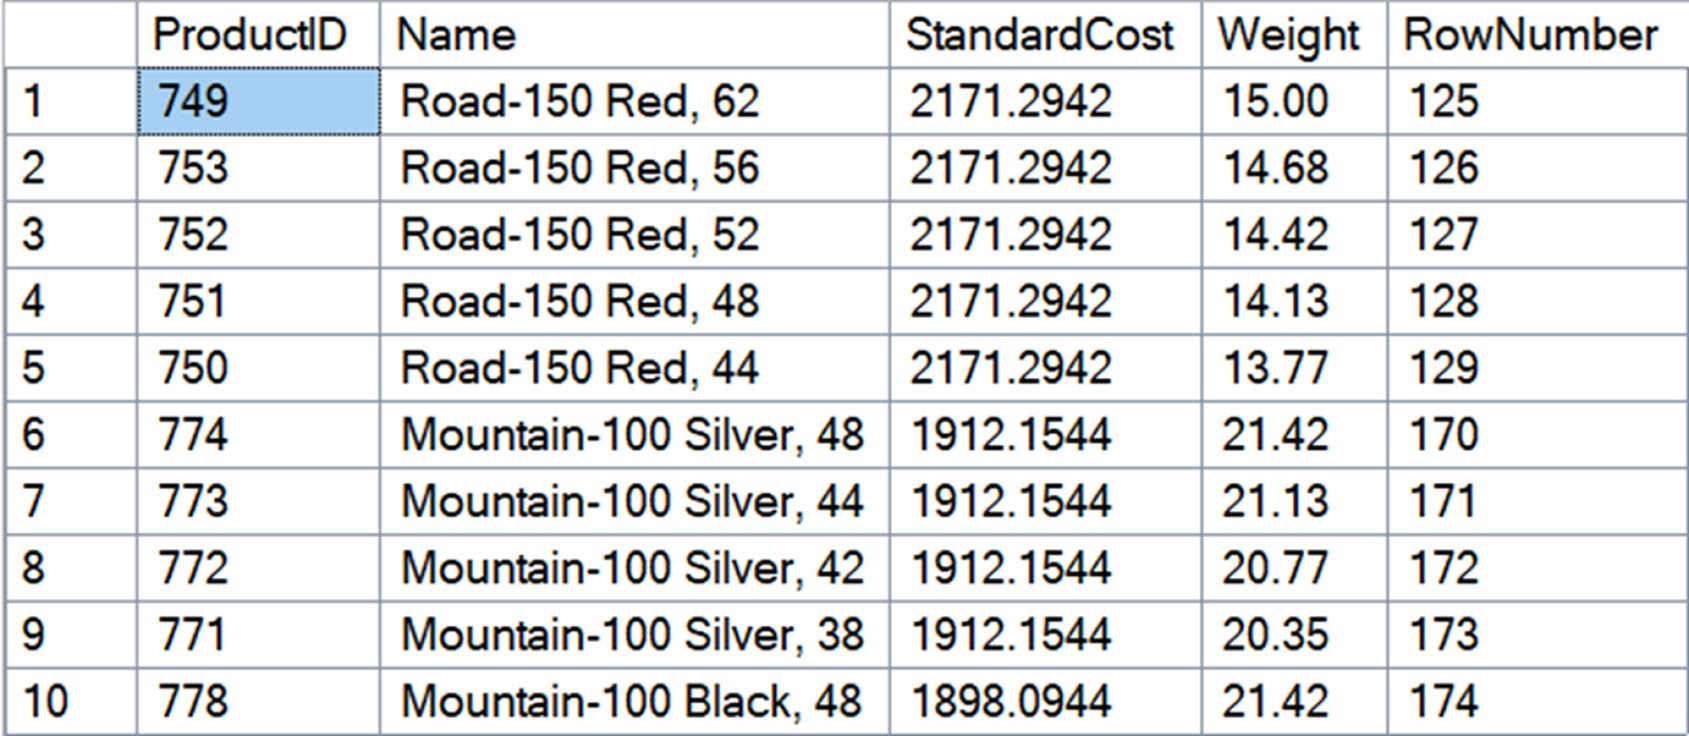 ProductID Name StandardCost Weight RowNumber
1 749 Road-150 Red, 62 2171.2942 15.00 125
2 753 Road-150 Red, 56 2171.2942 14.68 126
3 752 Road-150 Red, 52 2171.2942 14.42 127
4 751 Road-150 Red, 48 2171.2942 14.13 128
5 750 Road-150 Red, 44 2171.2942 13.77 129
6 774 Mountain-100 Silver, 48 1912.1544 21.42 170
7 773 Mountain-100 Silver, 44 1912.1544 21.13 171
8 772 Mountain-100 Silver, 42 1912.1544 20.77 172
9 771 Mountain-100 Silver, 38 1912.1544 20.35 173
10 778 Mountain-100 Black, 48 1898.0944 21.42 174